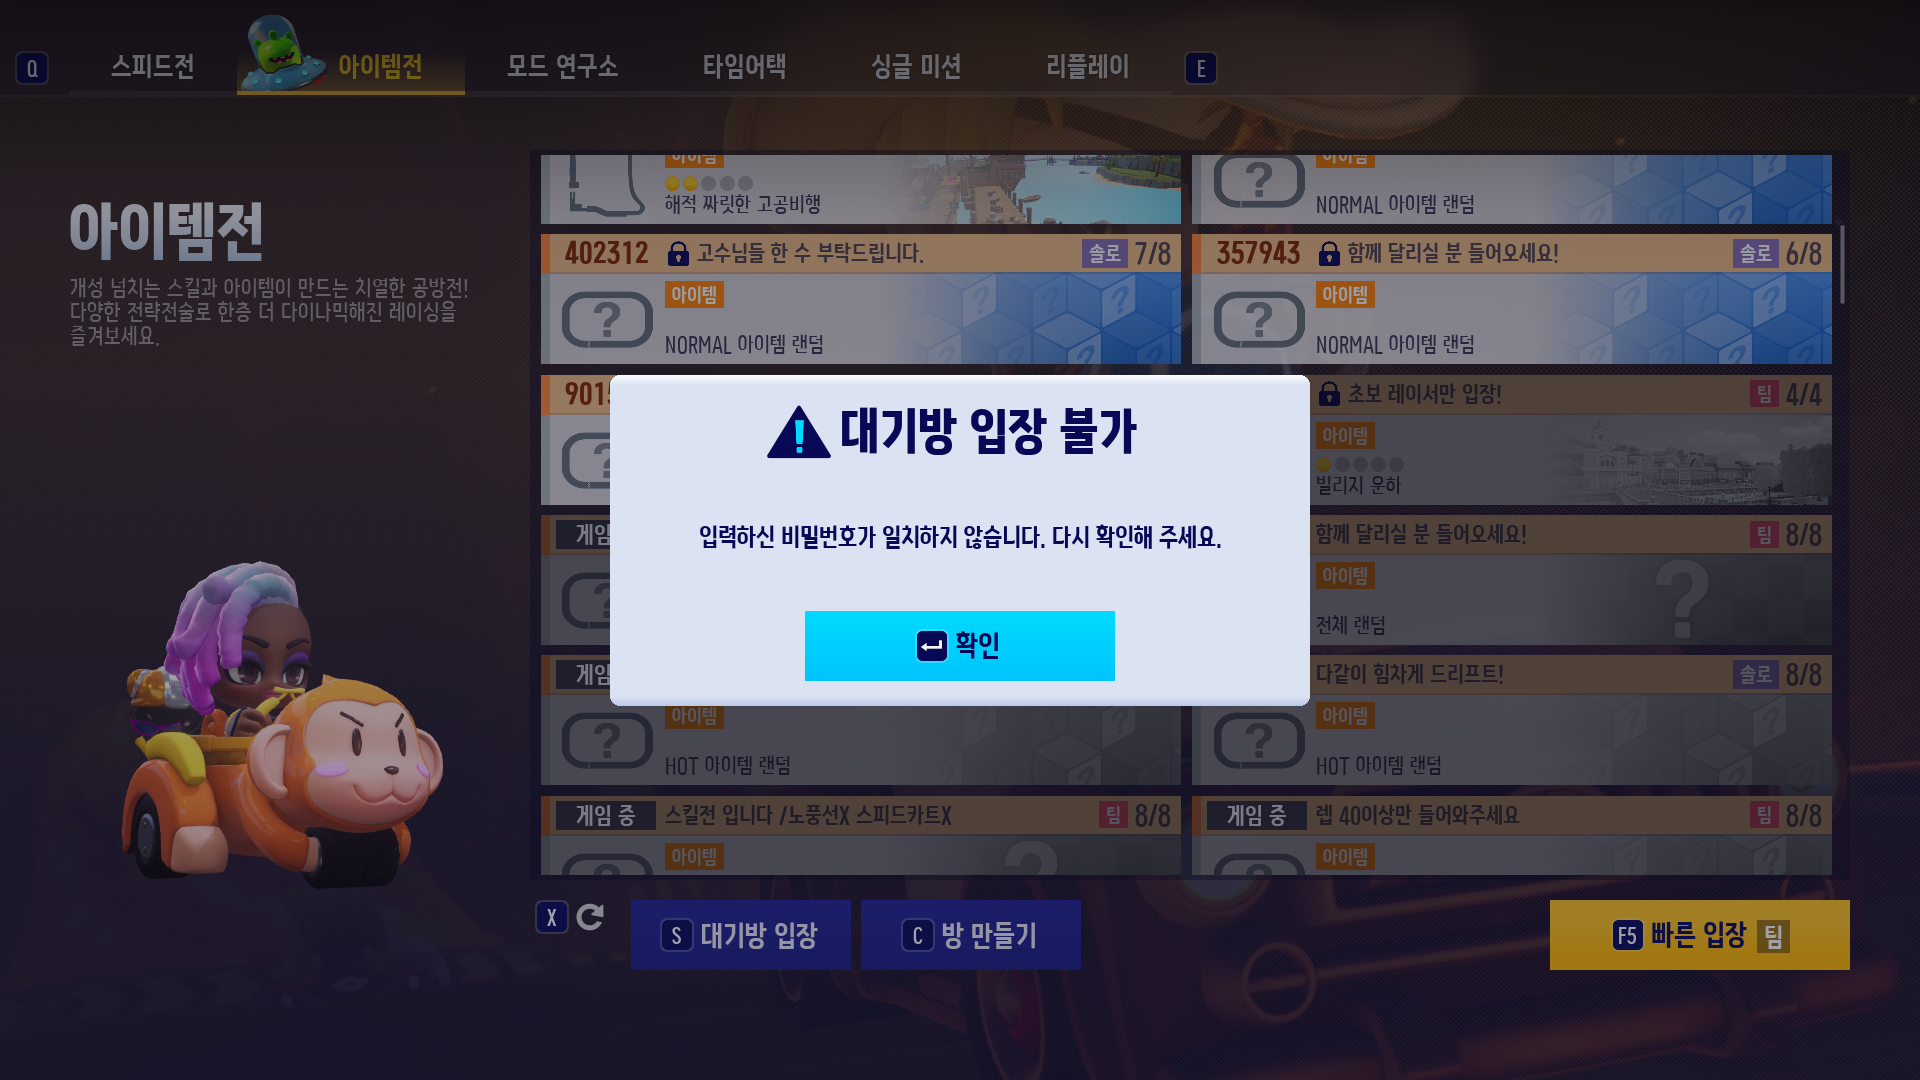 Q
스피드전
아이템전
모드 연구소
타임어택
싱글 미션
리플레이
E
아이템전
개성 넘치는 스킬과 아이템이 만드는 치열한 공방전!
다양한 전략전술로 한층 더 다이나믹해진 레이싱을
즐겨보세요.
아이템
해적 짜릿한 고공비행
아이템
NORMAL 아이템 랜덤
402312 고수님들 한 수 부탁드립니다. 솔로 7/8
아이템
NORMAL 아이템 랜덤
357943 함께 달리실 분 들어오세요! 솔로 6/8
아이템
NORMAL 아이템 랜덤
초보 레이서만 입장! 팀 4/4
아이템
빌리지 운하
함께 달리실 분 들어오세요! 팀 8/8
아이템
전체 랜덤
아이템
HOT 아이템 랜덤
다같이 힘차게 드리프트! 솔로 8/8
아이템
HOT 아이템 랜덤
게임 중 스킬전 입니다 /노풍선X 스피드카트X 팀 8/8
아이템
게임 중 렙 40이상만 들어와주세요 팀 8/8
아이템
대기방 입장 불가
입력하신 비밀번호가 일치하지 않습니다. 다시 확인해 주세요.
확인
X
S 대기방 입장
C 방 만들기
F5 빠른 입장 팀